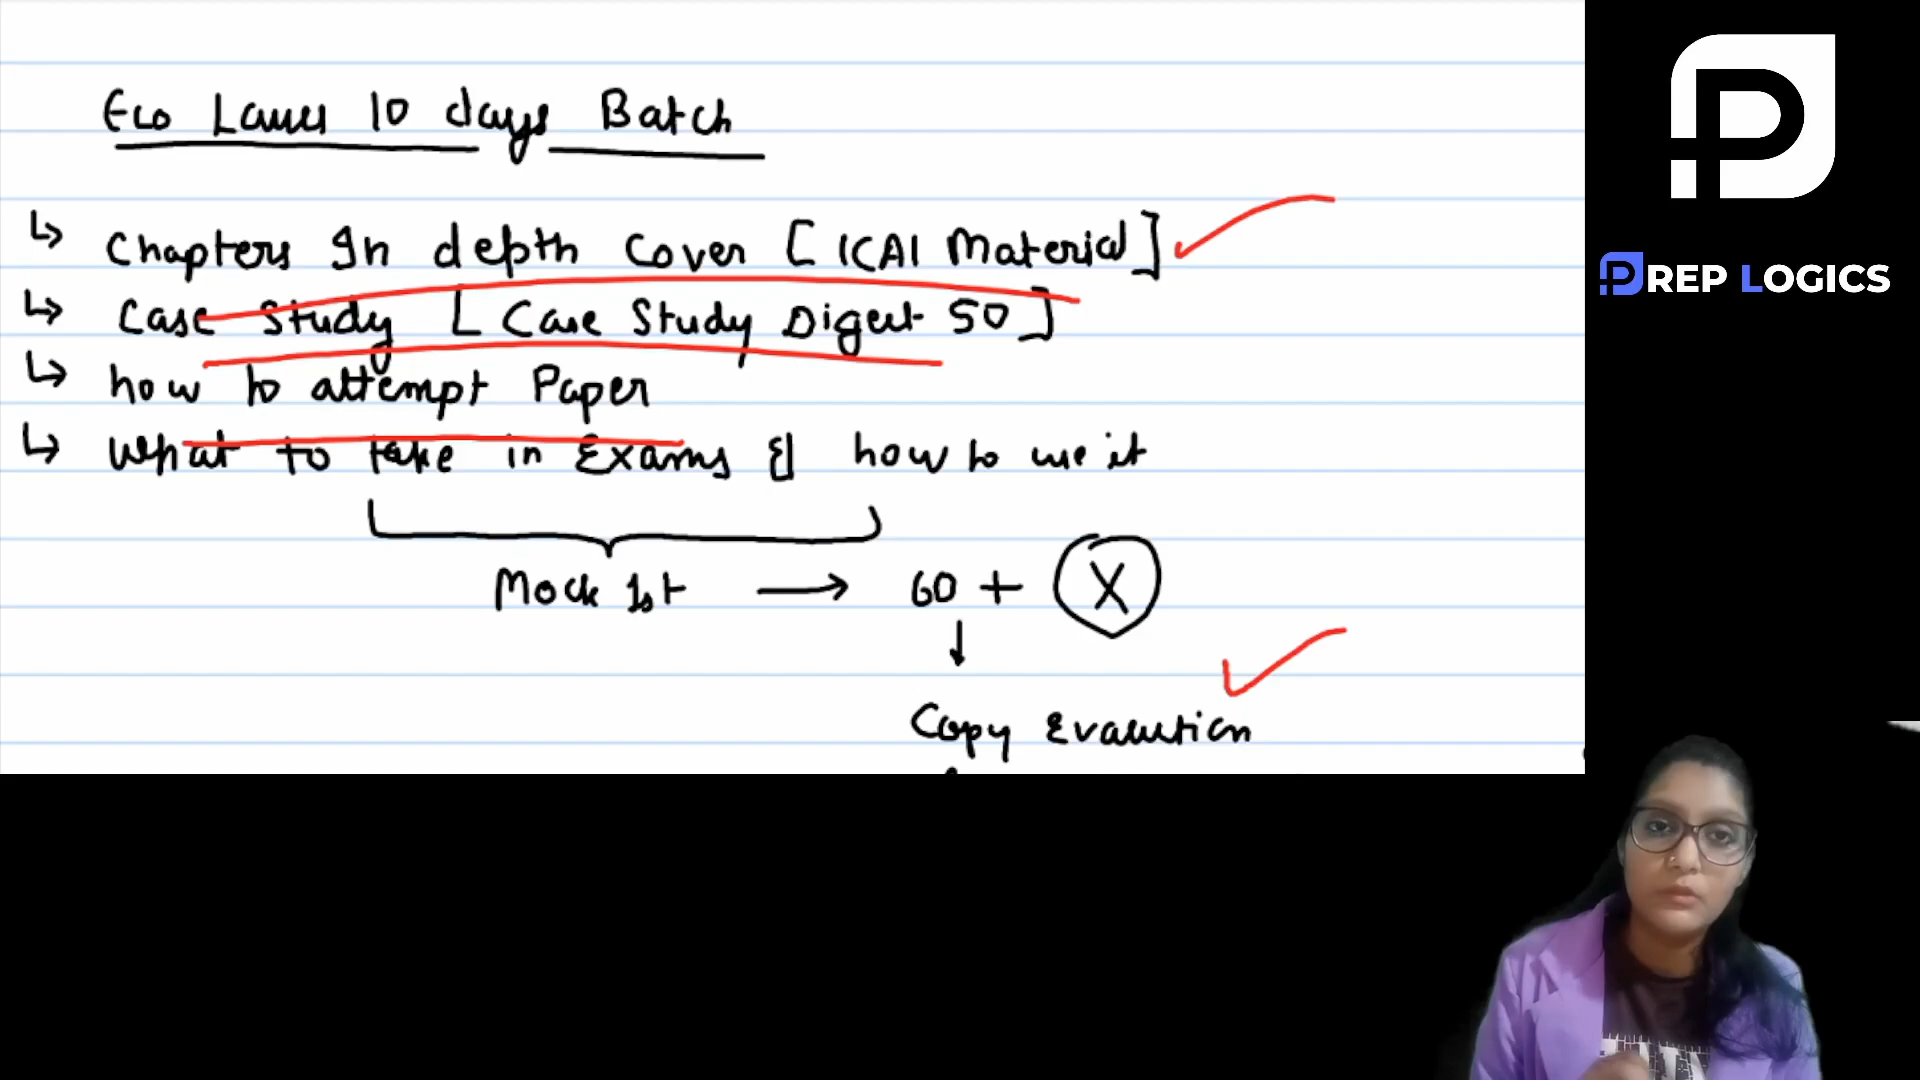 Eco Laws 10 days Batch
↳ Chapters In depth Cover [ICAI Material]
↳ Case Study [Case Study Digest 50]
↳ how to attempt Paper
↳ What to take in Exams & how to use it
Mock 1st → 60 + X
↓
Copy Evaluation
PREP LOGICS